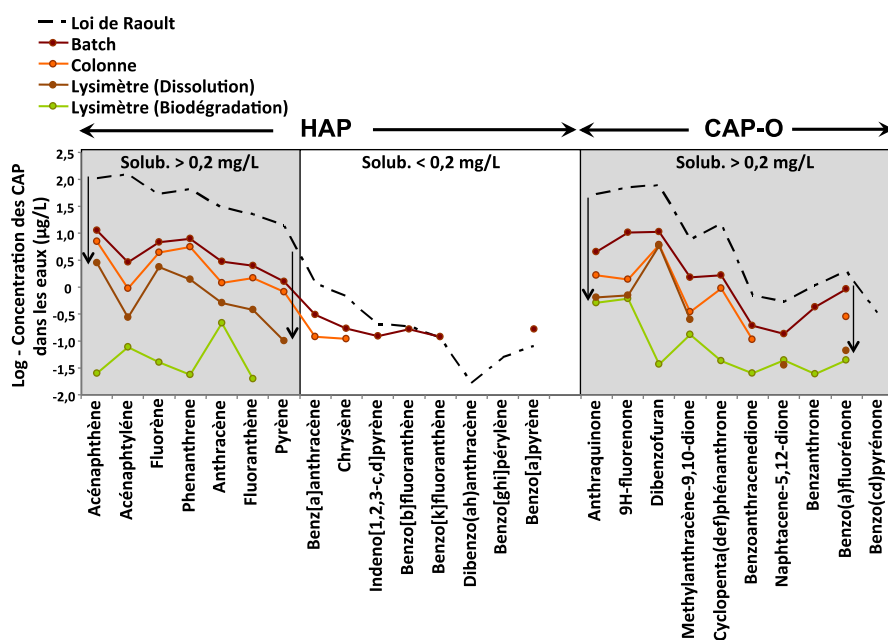 Loi de Raoult
Batch
Colonne
Lysimètre (Dissolution)
Lysimètre (Biodégradation)
HAP
CAP-O
Solub. > 0,2 mg/L
Solub. < 0,2 mg/L
Solub. > 0,2 mg/L
Log - Concentration des CAP
dans les eaux (µg/L)
2,5
2,0
1,5
1,0
0,5
0
-0,5
-1,0
-1,5
-2,0
Acénaphthène
Acénaphtyléne
Fluorène
Phenanthrene
Anthracène
Fluoranthène
Pyrène
Benz[a]anthracène
Chrysène
Indeno[1,2,3-c,d]pyrène
Benzo[b]fluoranthène
Benzo[k]fluoranthène
Dibenzo(ah)anthracène
Benzo[ghi]pérylène
Benzo[a]pyrène
Anthraquinone
9H-fluorenone
Dibenzofuran
Methylanthracène-9,10-dione
Cyclopenta(def)phénanthrone
Benzoanthracenedione
Naphtacene-5,12-dione
Benzanthrone
Benzo(a)fluorénone
Benzo(cd)pyrénone